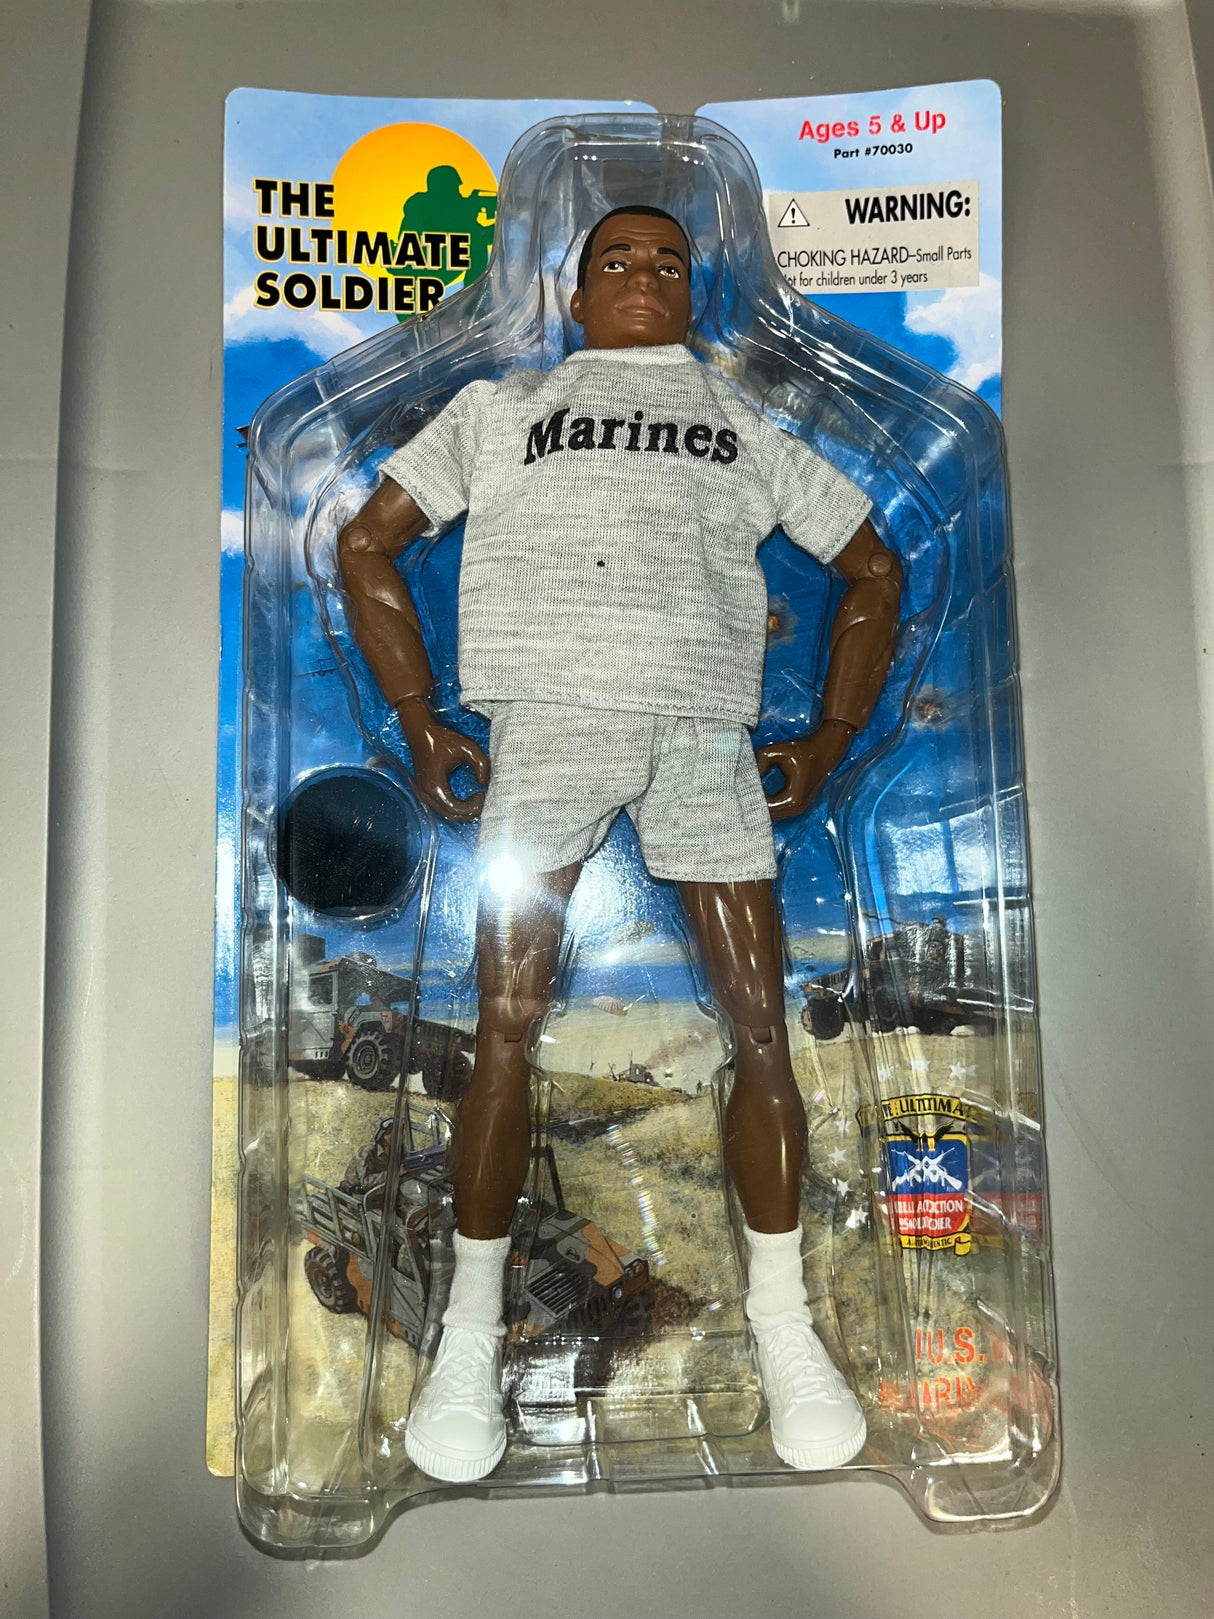 THE
ULTIMATE
SOLDIER
Ages 5 & Up
Part #70030
WARNING:
CHOKING HAZARD–Small Parts
for children under 3 years
Marines
U.S.